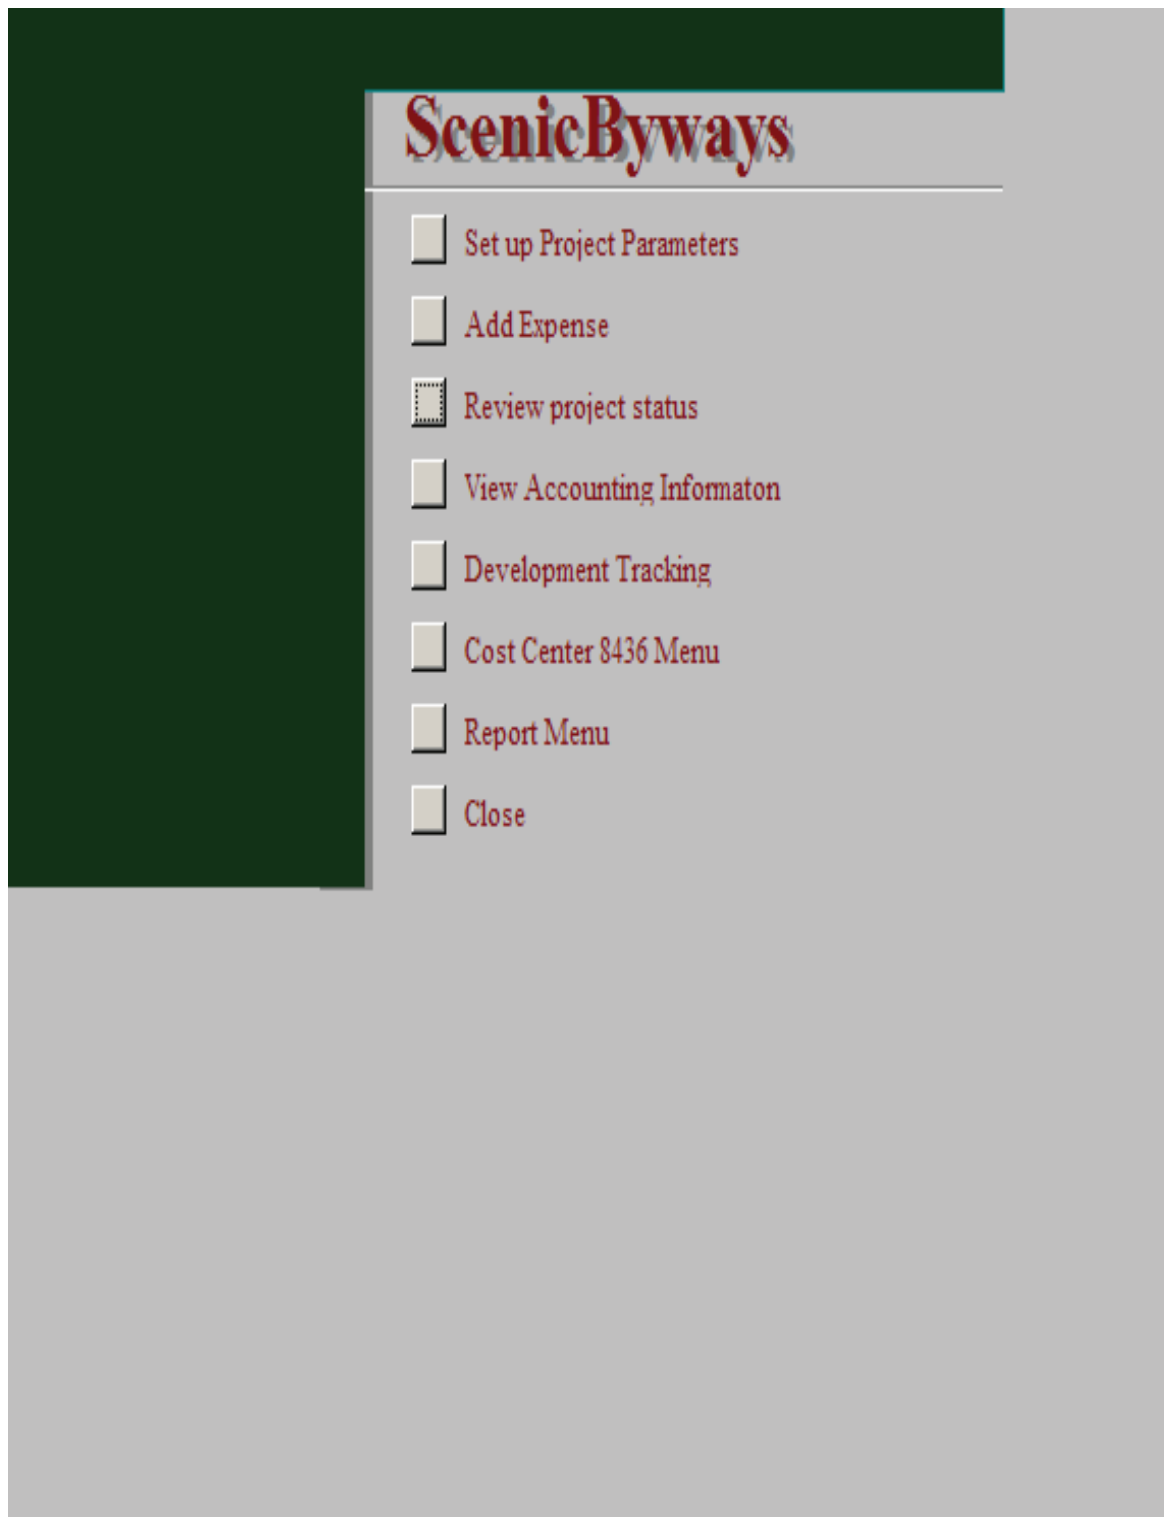 ScenicByways
Set up Project Parameters
Add Expense
Review project status
View Accounting Informaton
Development Tracking
Cost Center 8436 Menu
Report Menu
Close